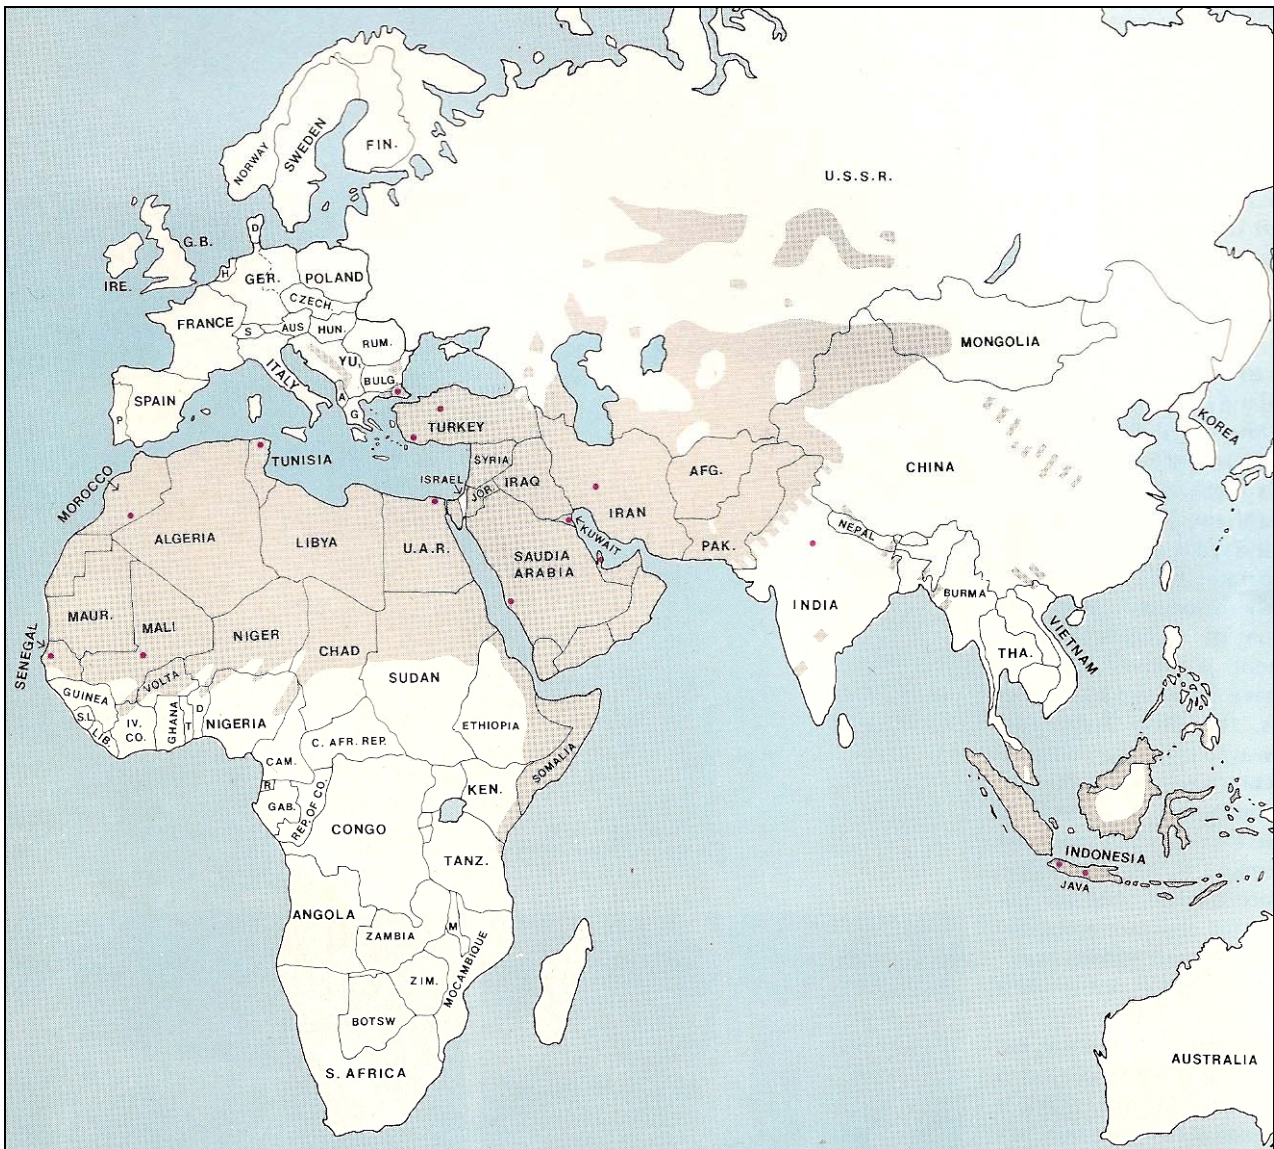 NORWAY
SWEDEN
FIN.
U.S.S.R.
D
G.B.
IRE.
H
GER.
POLAND
CZECH.
FRANCE
S
AUS
HUN.
RUM.
YU.
ITALY
BULG.
A
G
P
SPAIN
MONGOLIA
KOREA
CHINA
TURKEY
TUNISIA
SYRIA
ISRAEL
JOR.
IRAQ
AFG.
IRAN
KUWAIT
PAK.
MOROCCO
ALGERIA
LIBYA
U.A.R.
SAUDIA
ARABIA
NEPAL
BURMA
INDIA
VIETNAM
THA.
MAUR.
MALI
NIGER
CHAD
SENEGAL
SUDAN
VOLTA
GUINEA
S.L.
LIB.
IV.
CO.
GHANA
T
D
NIGERIA
ETHIOPIA
SOMALIA
CAM.
C. AFR. REP.
R
GAB.
REP. OF CO.
CONGO
KEN.
TANZ.
INDONESIA
JAVA
ANGOLA
ZAMBIA
M
MOCAMBIQUE
ZIM.
BOTSW
S. AFRICA
AUSTRALIA